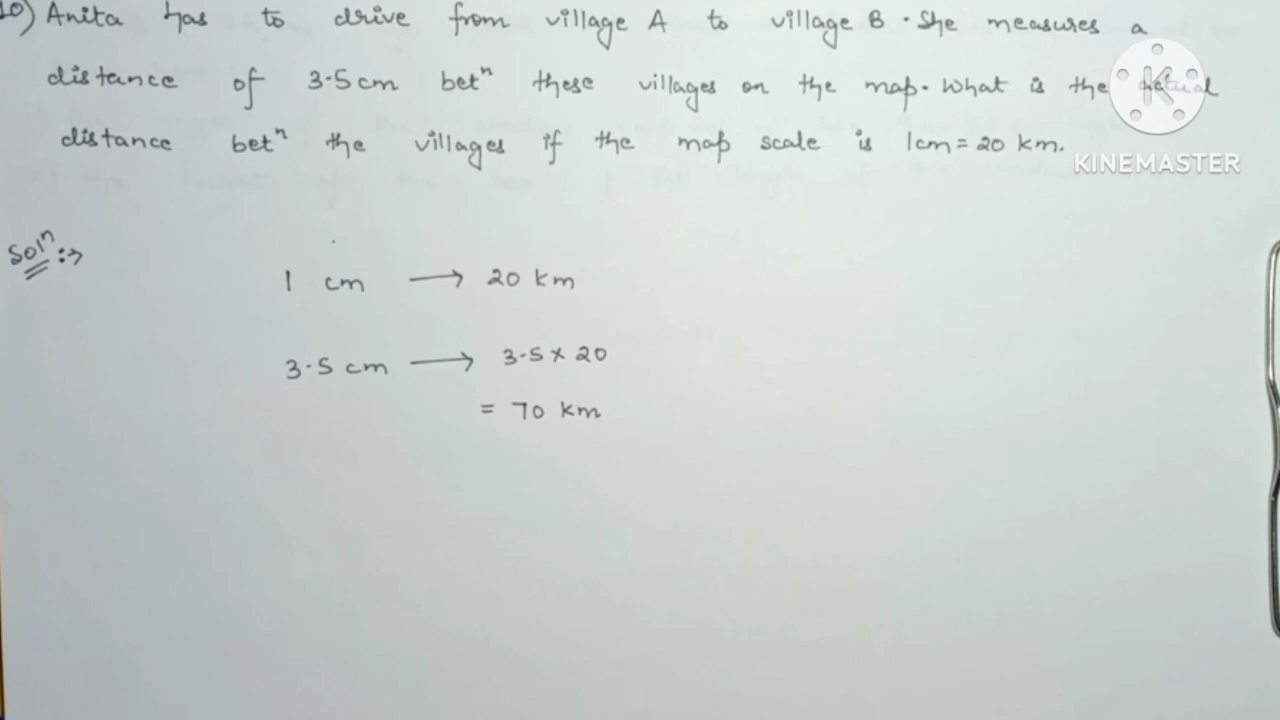 10) Anita has to drive from village A to village B. She measures a
distance of 3.5 cm betⁿ these villages on the map. What is the actual
distance betⁿ the villages if the map scale is 1cm = 20 km.
KINEMASTER
Solⁿ :->
1 cm → 20 km
3.5 cm → 3.5 × 20
= 70 km